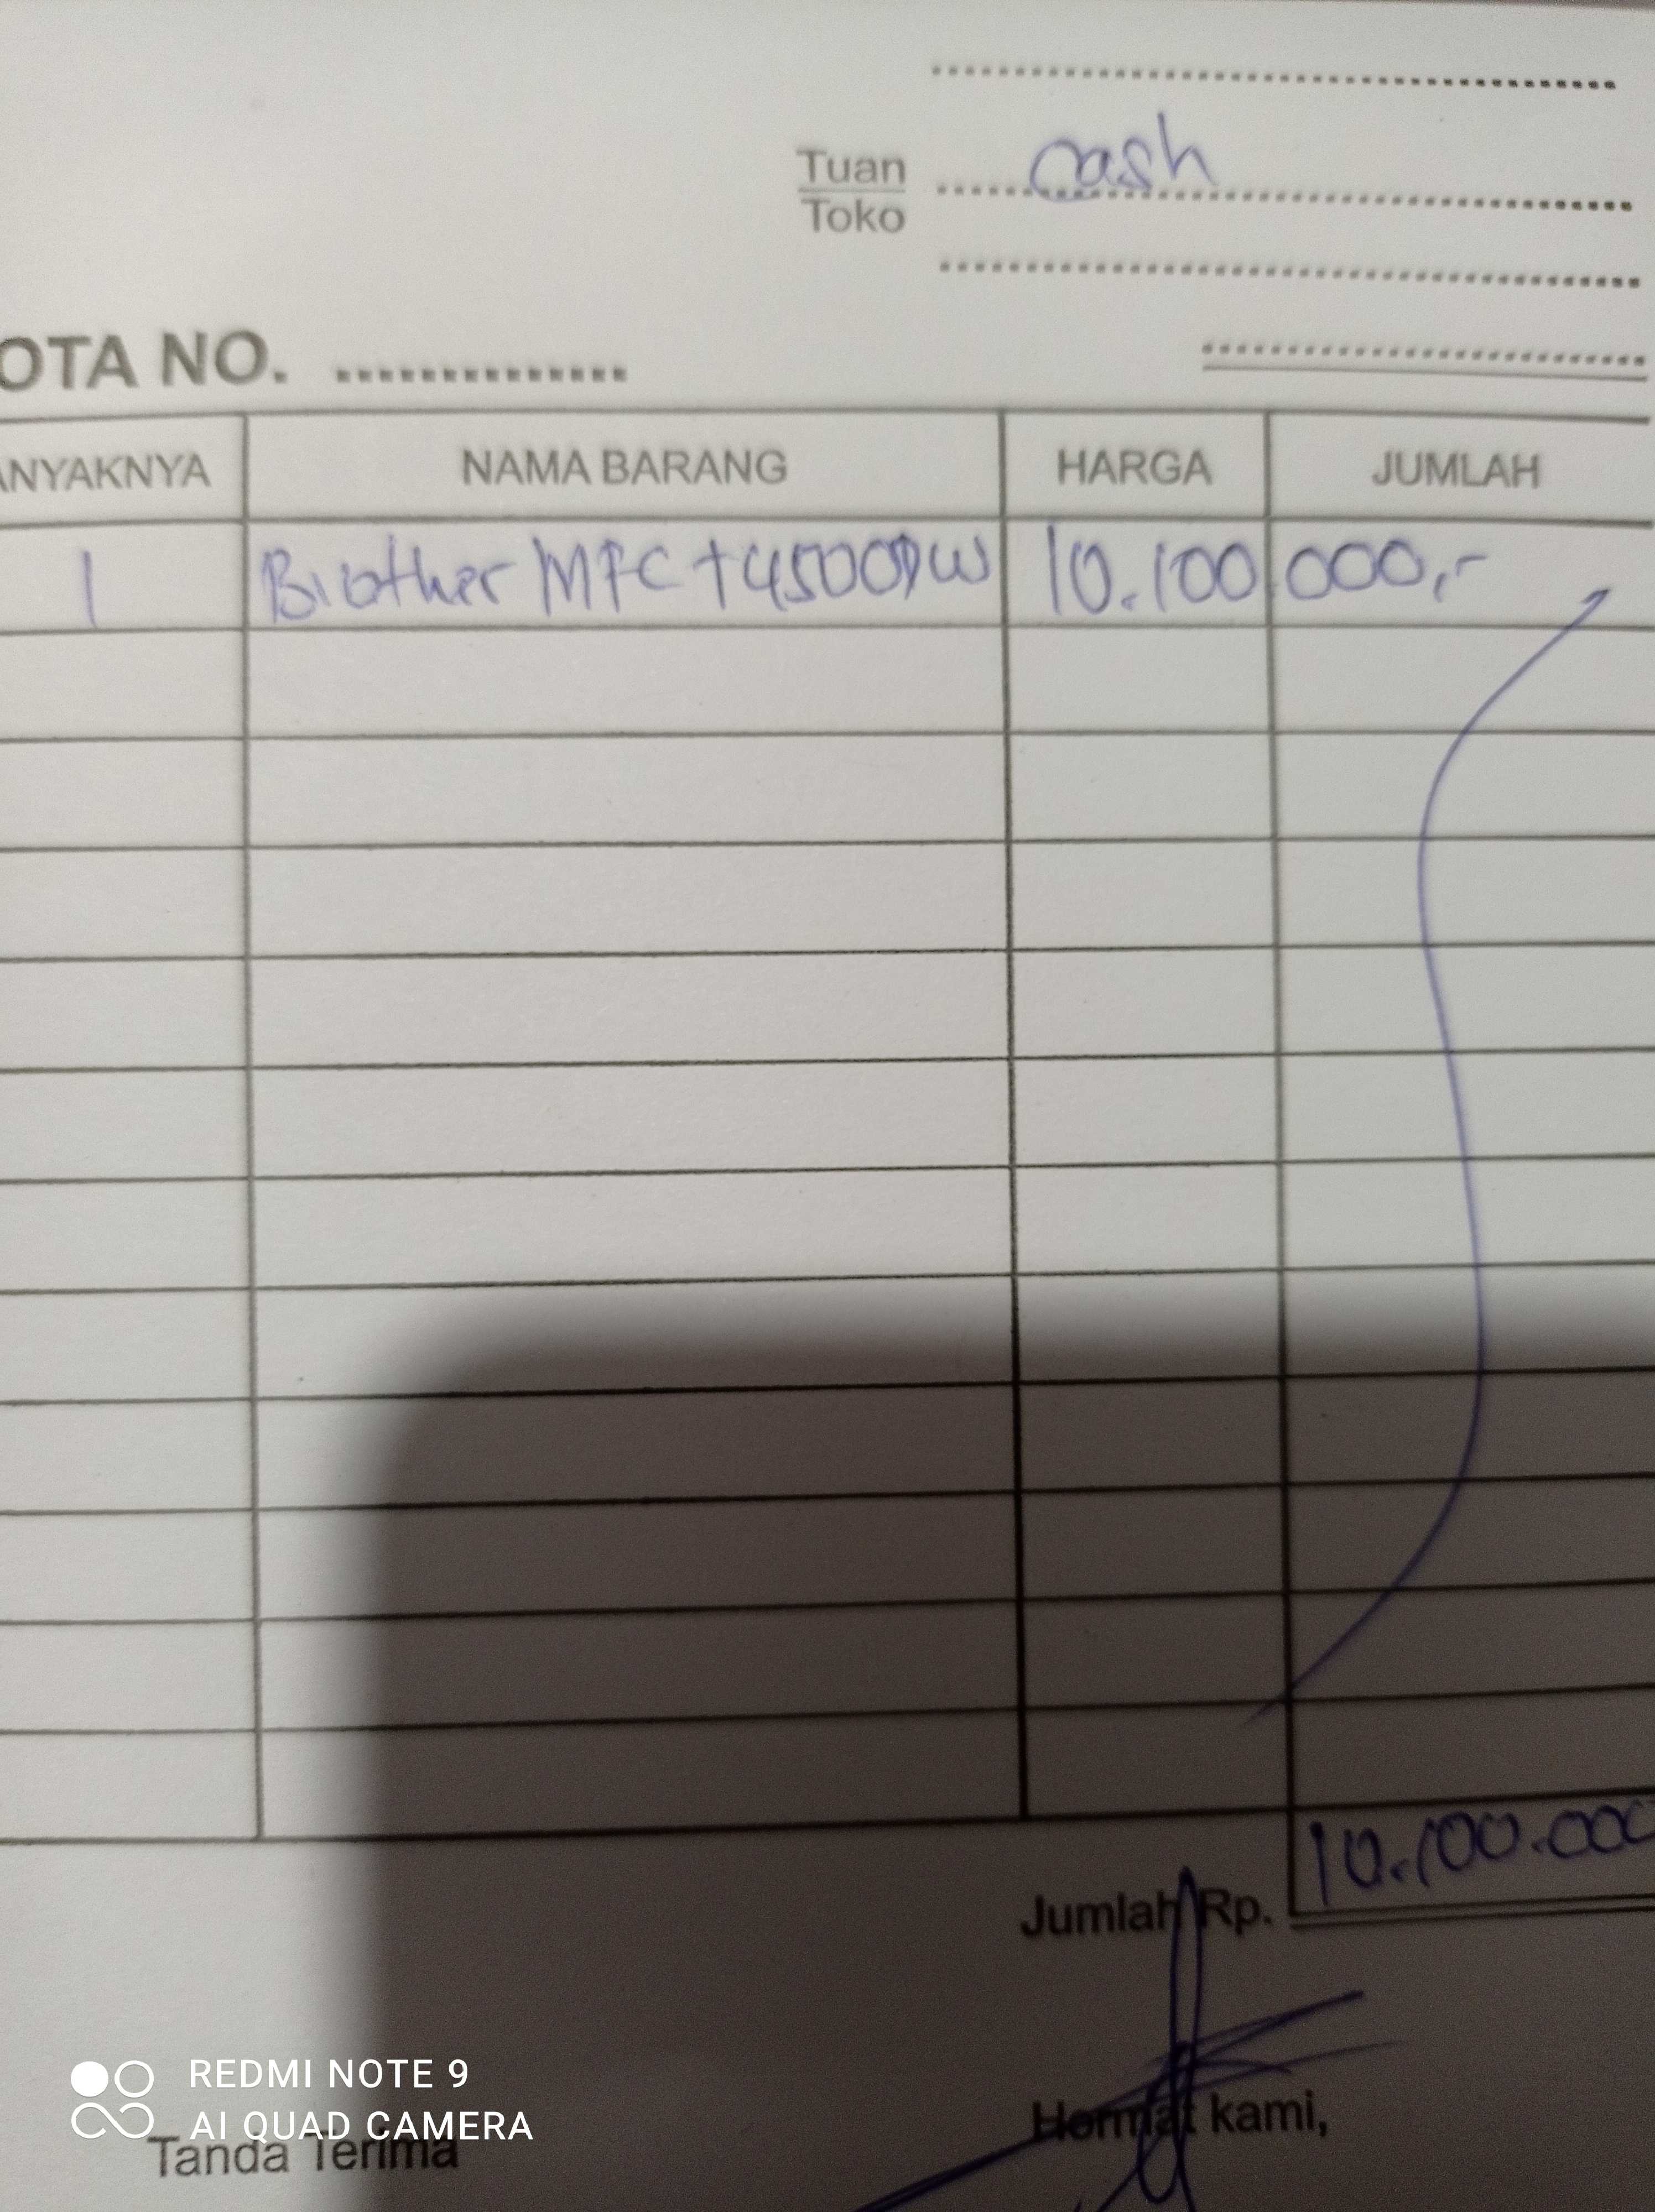 Tuan cash
Toko
OTA NO.
ANYAKNYA NAMA BARANG HARGA JUMLAH
1 Brother MFC T4500DW 10.100.000,-
10.100.000
Jumlah Rp.
Hormat kami,
Tanda Terima
REDMI NOTE 9
AI QUAD CAMERA